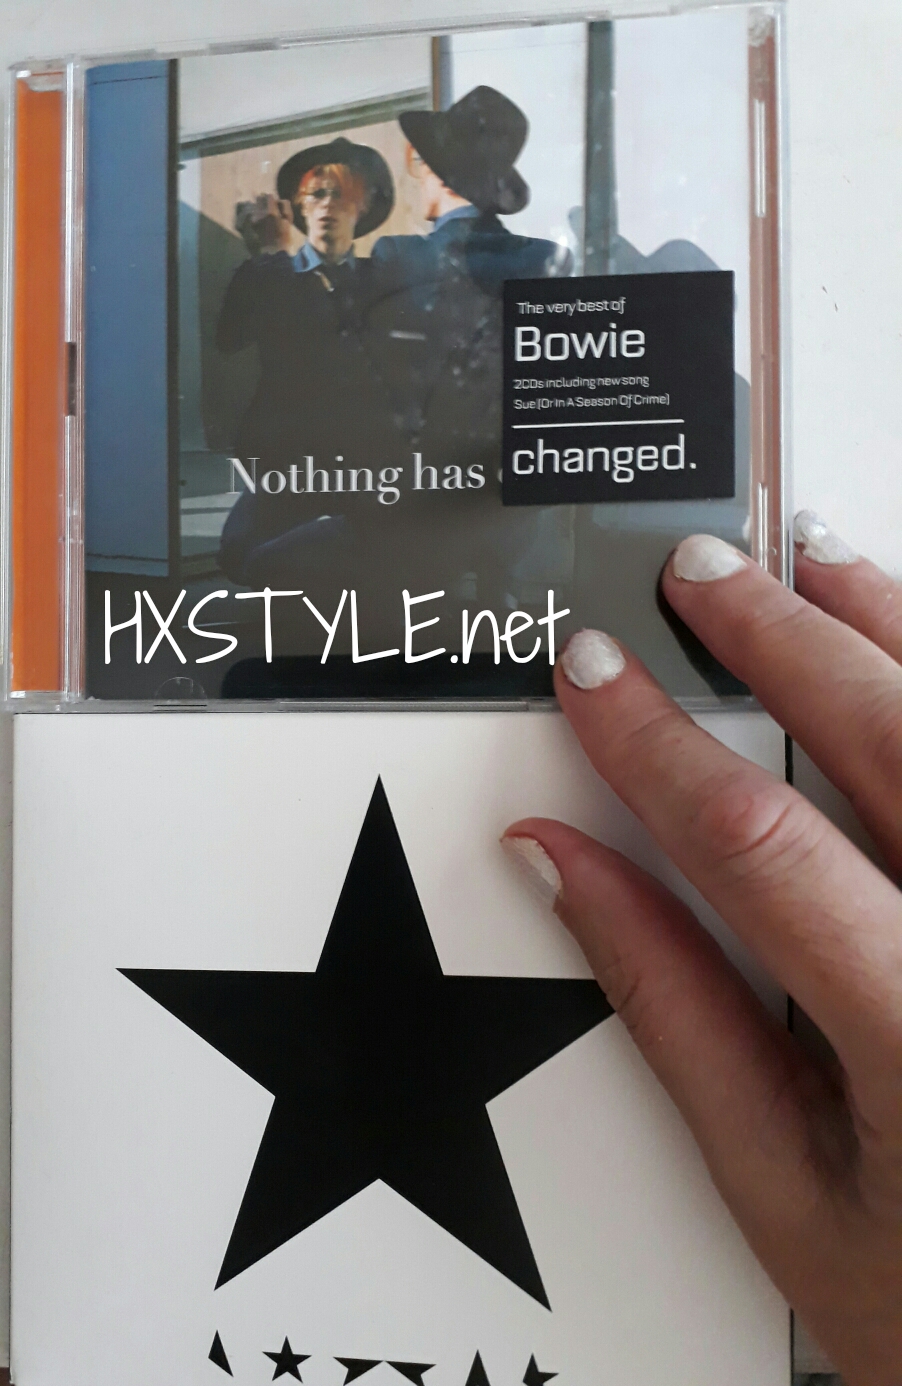 The very best of
Bowie
2CDs including new song
Sue (Or In A Season Of Crime)
Nothing has changed.
HXSTYLE.net